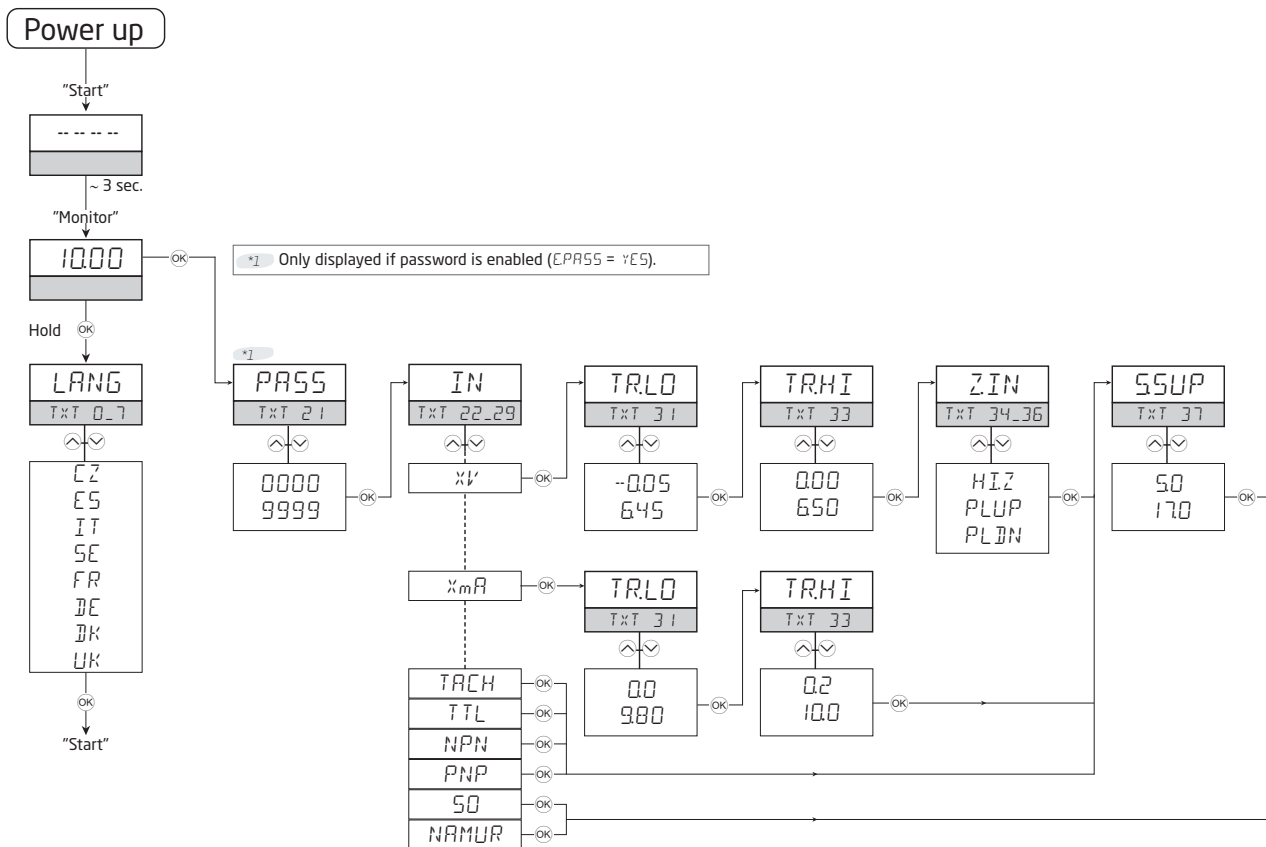 Power up
"Start"
-- -- -- --
~ 3 sec.
"Monitor"
10.00
OK
*1 Only displayed if password is enabled (EPASS = YES).
Hold OK
LANG
TXT 0_7
CZ
ES
IT
SE
FR
DE
DK
UK
OK
"Start"
*1
PASS
TXT 21
0000
9999
OK
IN
TXT 22_29
XV OK
XmA OK
TACH OK
TTL OK
NPN OK
PNP OK
S0 OK
NAMUR OK
TR.LO
TXT 31
-0.05
6.45
OK
TR.HI
TXT 33
0.00
6.50
OK
Z.IN
TXT 34_36
HI.Z
PLUP
PLDN
OK
S.SUP
TXT 37
5.0
17.0
OK
TR.LO
TXT 31
0.0
9.80
OK
TR.HI
TXT 33
0.2
10.0
OK